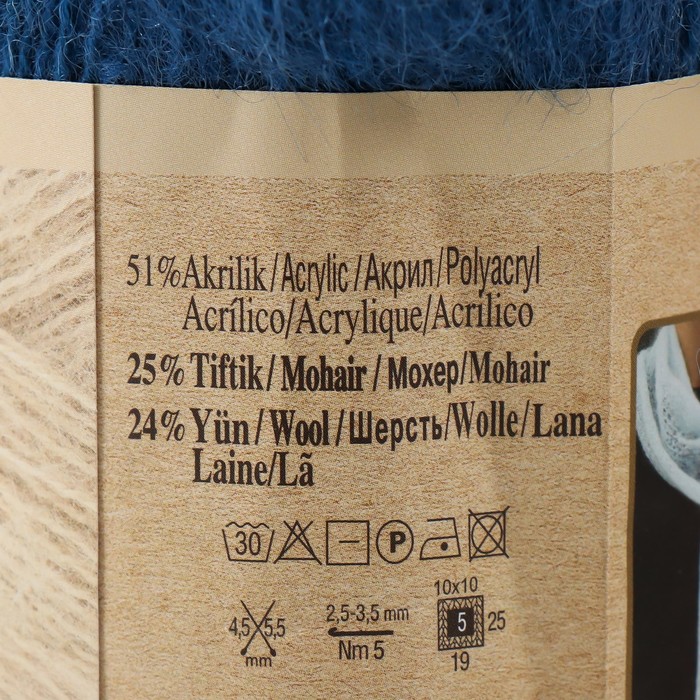 51% Akrilik / Acrylic / Акрил / Polyacryl
Acrílico/Acrylique/Acrílico
25% Tiftik / Mohair / Мохер/Mohair
24% Yün / Wool / Шерсть/Wolle/Lana
Laine/Lã
30 P
4,5 5,5
mm
2,5-3,5 mm
Nm 5
10x10
5 25
19